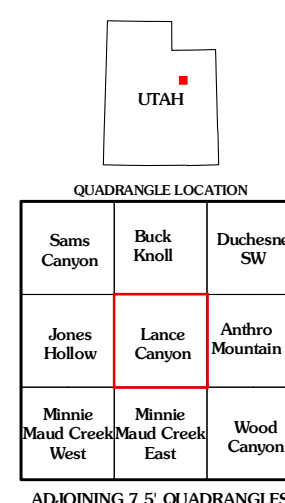 UTAH
QUADRANGLE LOCATION
Sams
Canyon
Buck
Knoll
Duchesne
SW
Jones
Hollow
Lance
Canyon
Anthro
Mountain
Minnie
Maud Creek
West
Minnie
Maud Creek
East
Wood
Canyon
ADJOINING 7.5' QUADRANGLES